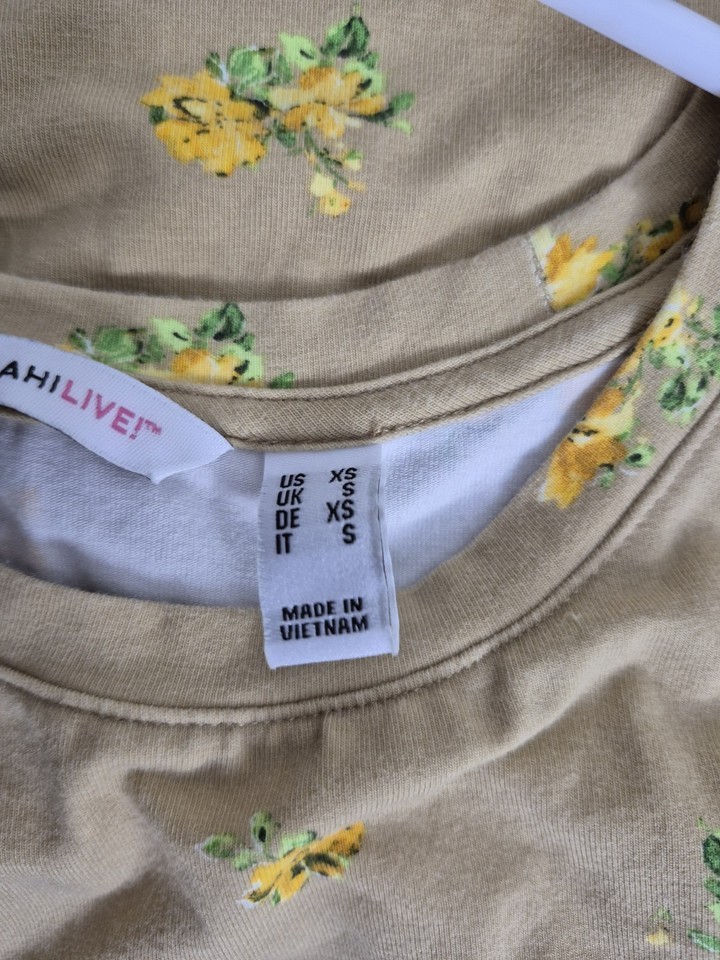 AHILIVE!™
US XS
UK S
DE XS
IT S
MADE IN
VIETNAM